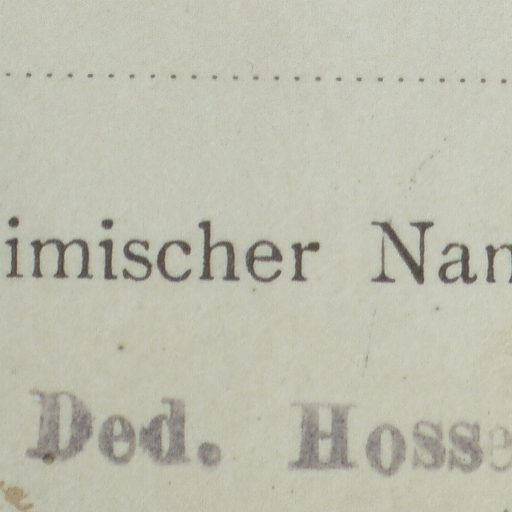 imischer Nan
Ded. Hosse